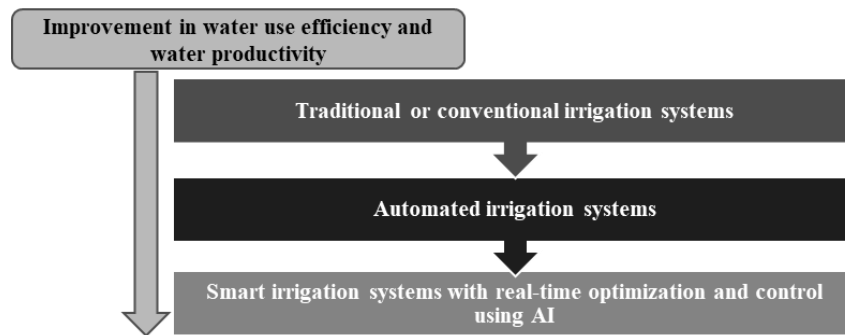 Improvement in water use efficiency and
water productivity
Traditional or conventional irrigation systems
Automated irrigation systems
Smart irrigation systems with real-time optimization and control
using AI